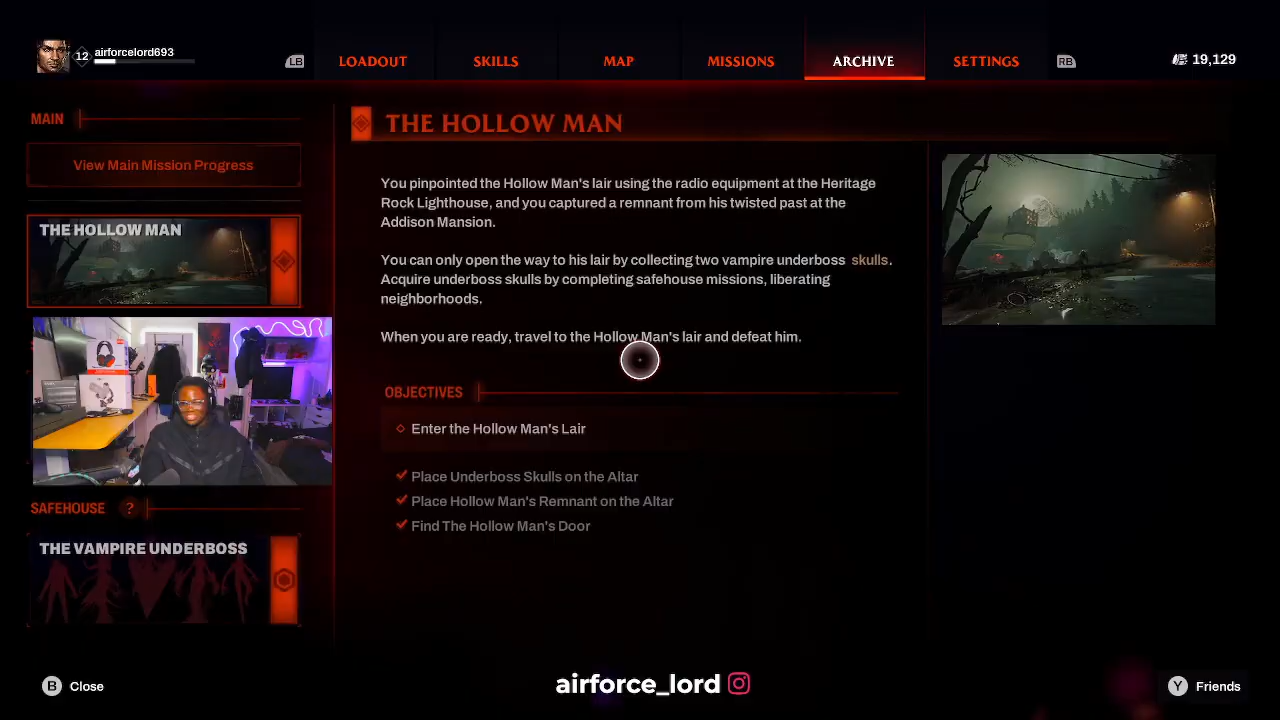 12
airforcelord693
LB
LOADOUT
SKILLS
MAP
MISSIONS
ARCHIVE
SETTINGS
RB
19,129
MAIN
View Main Mission Progress
THE HOLLOW MAN
SAFEHOUSE ?
THE VAMPIRE UNDERBOSS
THE HOLLOW MAN
You pinpointed the Hollow Man's lair using the radio equipment at the Heritage
Rock Lighthouse, and you captured a remnant from his twisted past at the
Addison Mansion.
You can only open the way to his lair by collecting two vampire underboss skulls.
Acquire underboss skulls by completing safehouse missions, liberating
neighborhoods.
When you are ready, travel to the Hollow Man's lair and defeat him.
OBJECTIVES
Enter the Hollow Man's Lair
Place Underboss Skulls on the Altar
Place Hollow Man's Remnant on the Altar
Find The Hollow Man's Door
B Close
airforce_lord
Y Friends